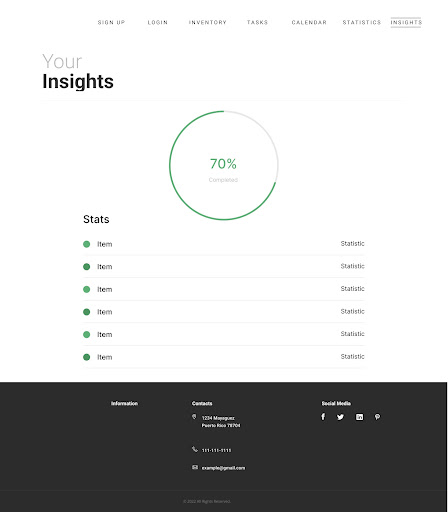 SIGN UP LOGIN INVENTORY TASKS CALENDAR STATISTICS INSIGHTS
Your
Insights
70%
Completed
Stats
Item Statistic
Item Statistic
Item Statistic
Item Statistic
Item Statistic
Item Statistic
Information Contacts Social Media
1234 Mayaguez
Puerto Rico 78704
111-111-1111
example@gmail.com
© 2022 All Rights Reserved.